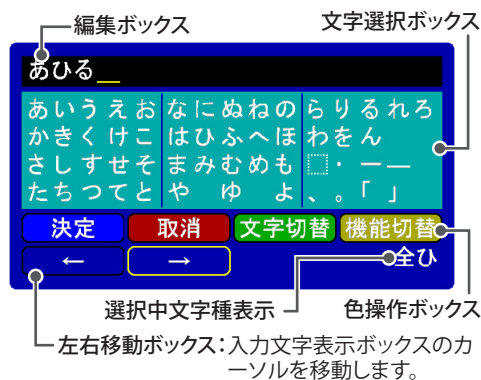 編集ボックス
文字選択ボックス
あひる＿
あいうえお なにぬねの らりるれろ
かきくけこ はひふへほ わをん
さしすせそ まみむめも ⬚・ー―
たちつてと や　ゆ　よ 、。「」
決定 取消 文字切替 機能切替
← → 全ひ
選択中文字種表示
色操作ボックス
左右移動ボックス：入力文字表示ボックスのカ
ーソルを移動します。